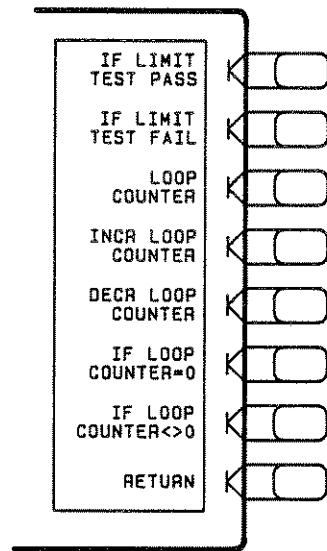 IF LIMIT
TEST PASS
IF LIMIT
TEST FAIL
LOOP
COUNTER
INCR LOOP
COUNTER
DECR LOOP
COUNTER
IF LOOP
COUNTER=0
IF LOOP
COUNTER<>0
RETURN